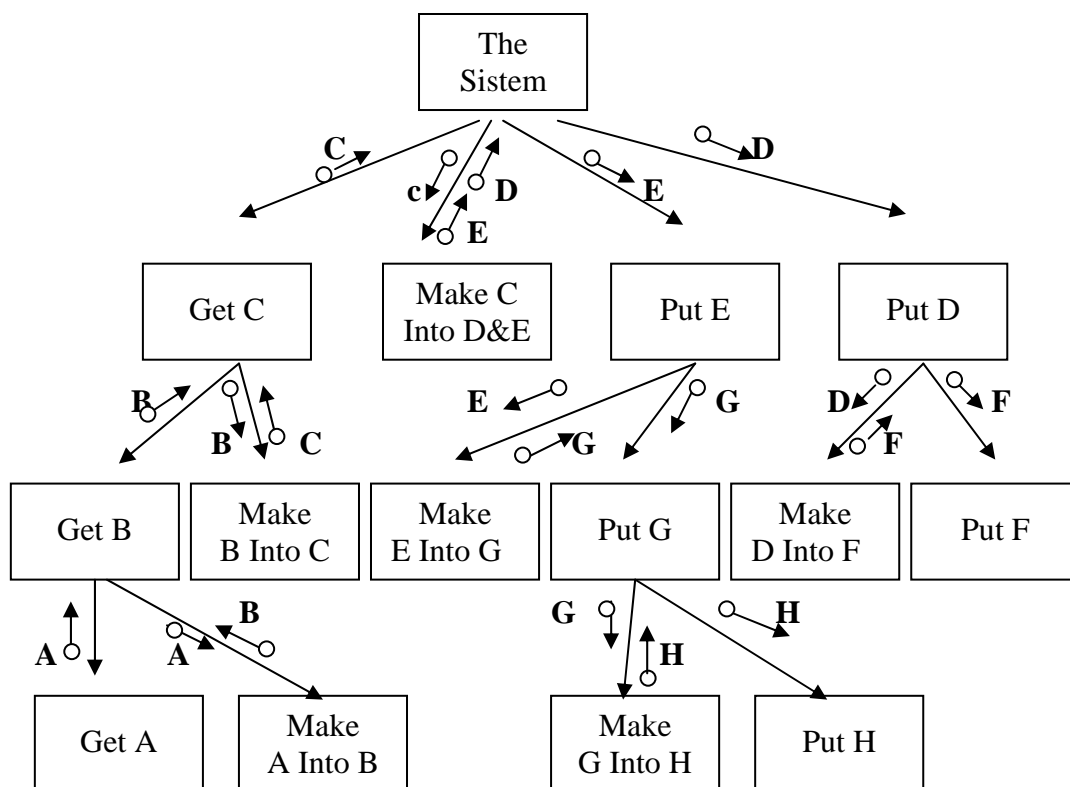 The
Sistem
C
D
c
D
E
E
Get C
Make C
Into D&E
Put E
Put D
B
B
C
E
G
G
D
F
F
Get B
Make
B Into C
Make
E Into G
Put G
Make
D Into F
Put F
A
A
B
G
H
H
Get A
Make
A Into B
Make
G Into H
Put H